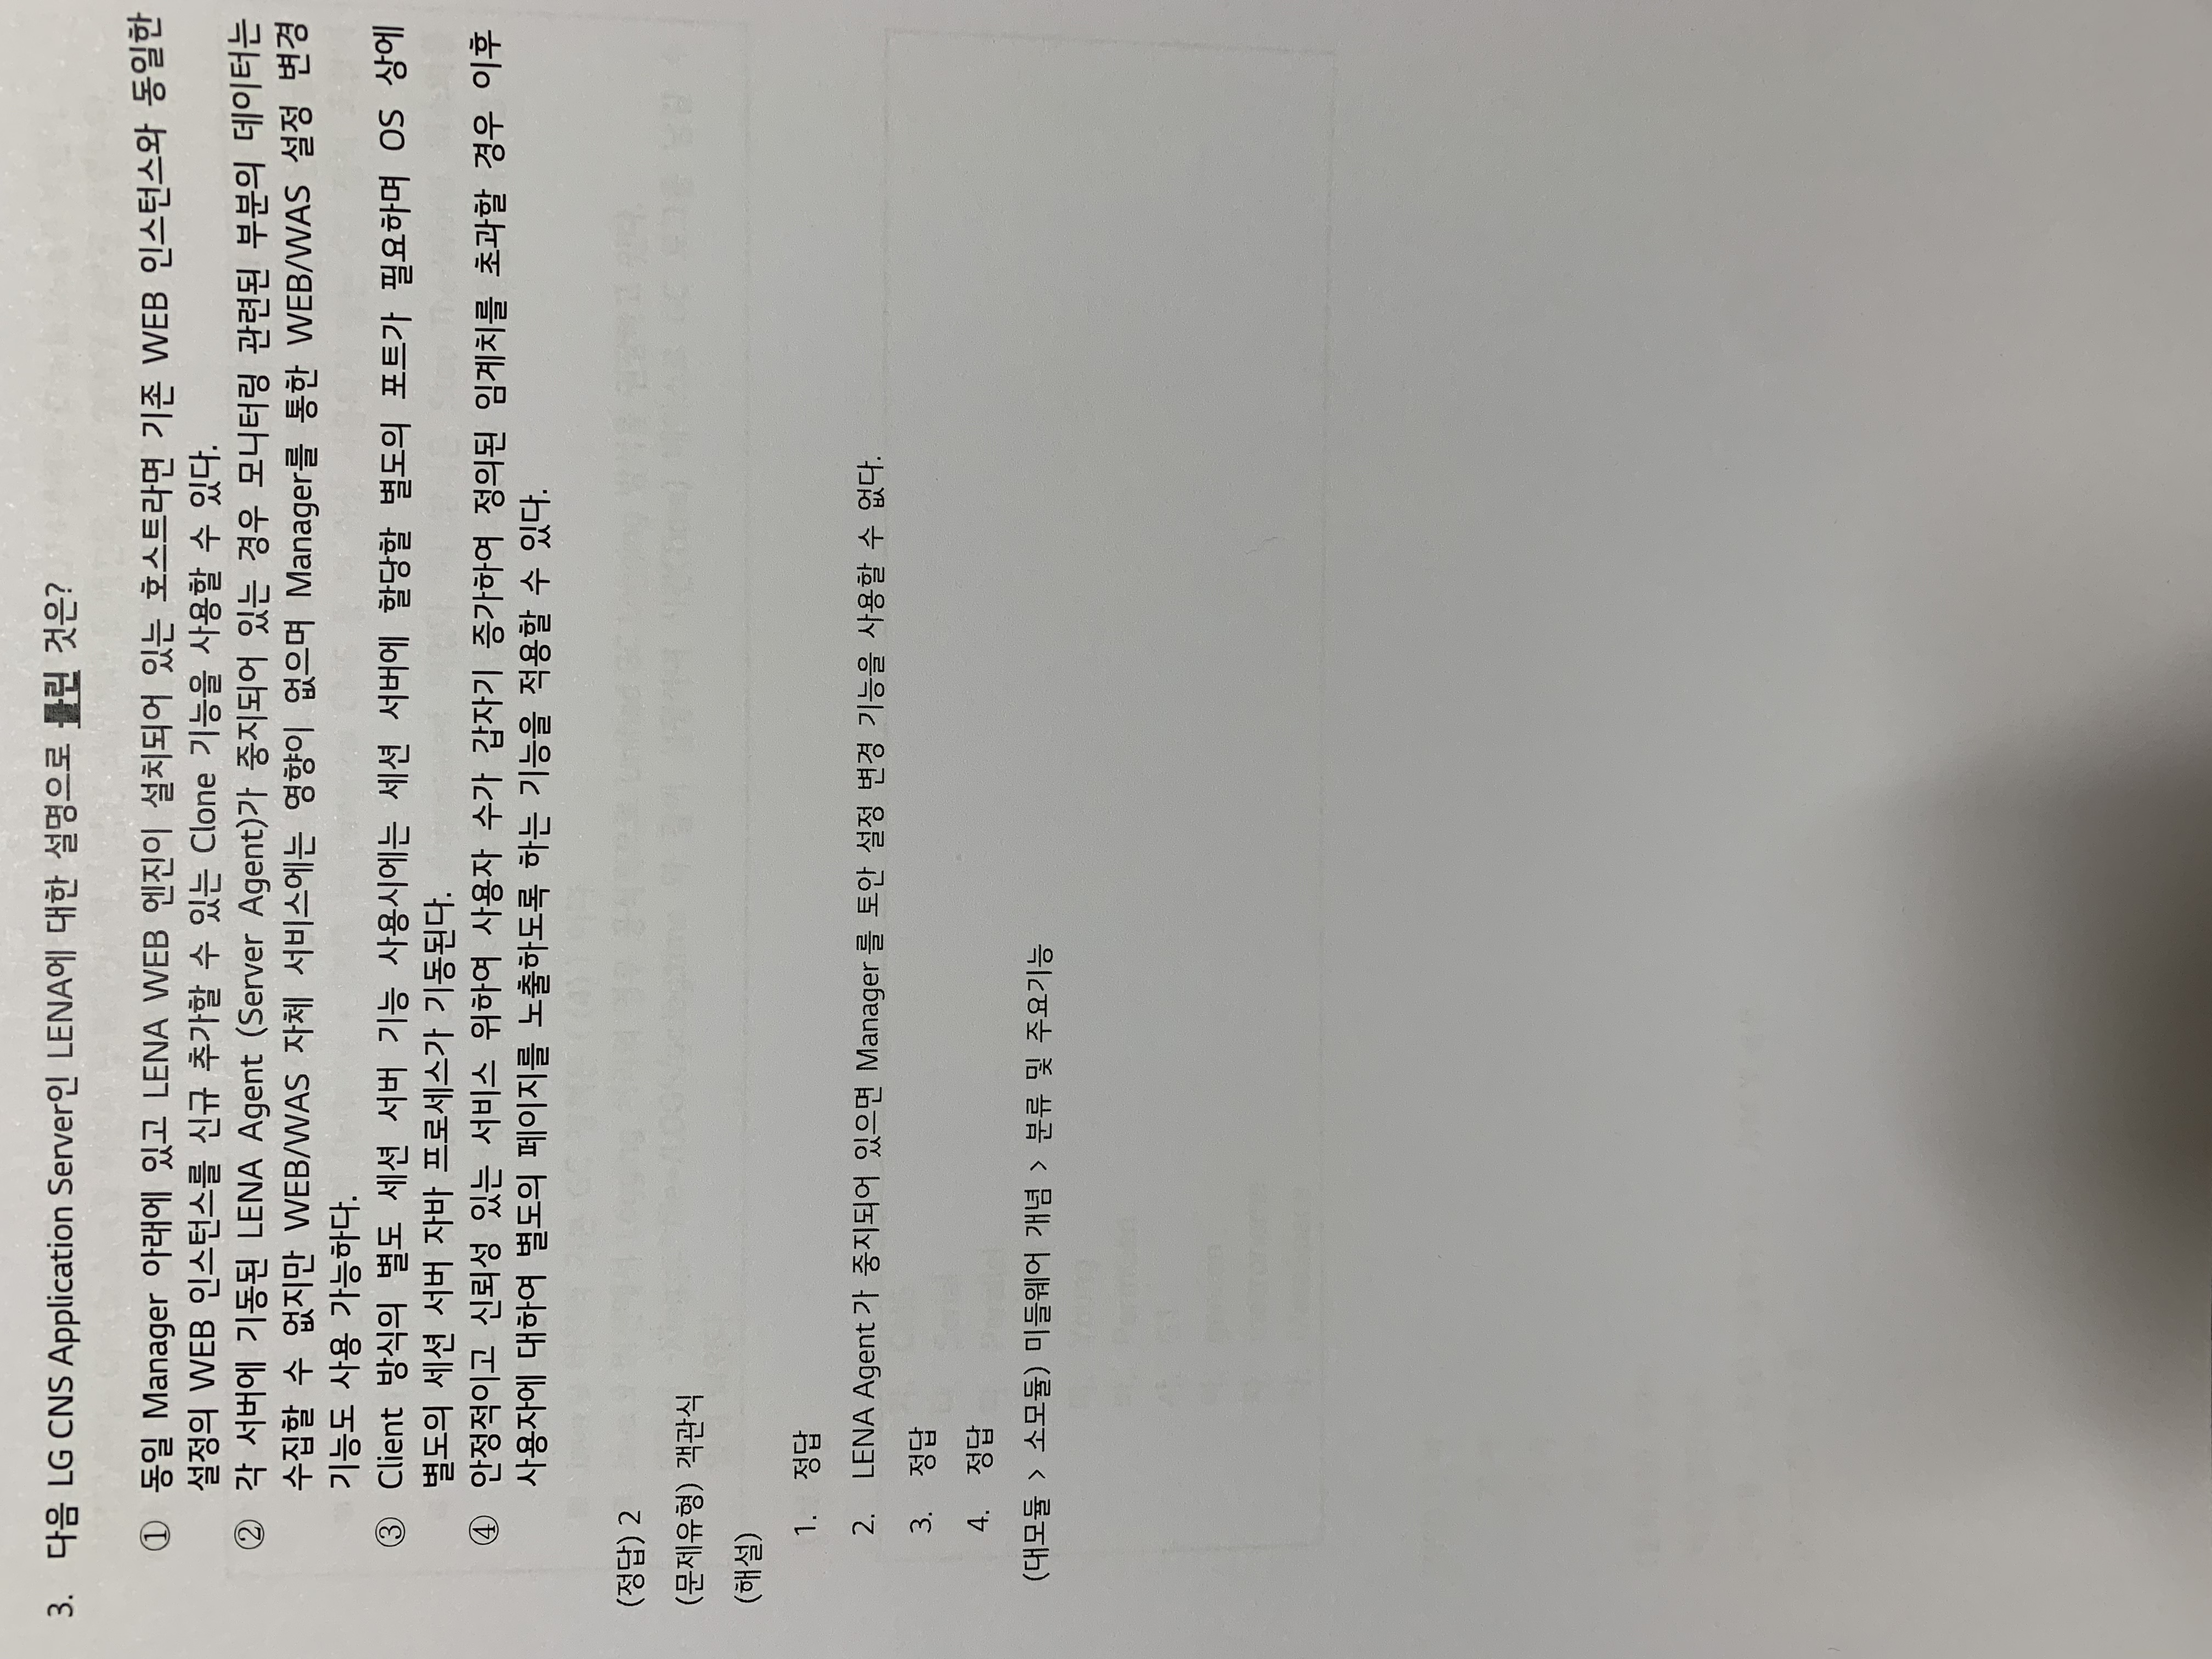 3. 다음 LG CNS Application Server인 LENA에 대한 설명으로 틀린 것은?
① 동일 Manager 아래에 있고 LENA WEB 엔진이 설치되어 있는 호스트라면 기존 WEB 인스턴스와 동일한
설정의 WEB 인스턴스를 신규 추가할 수 있는 Clone 기능을 사용할 수 있다.
② 각 서버에 기동된 LENA Agent (Server Agent)가 중지되어 있는 경우 모니터링 관련된 부분의 데이터는
수집할 수 없지만 WEB/WAS 자체 서비스에는 영향이 없으며 Manager를 통한 WEB/WAS 설정 변경
기능도 사용 가능하다.
③ Client 방식의 별도 세션 서버 기능 사용시에는 세션 서버에 할당할 별도의 포트가 필요하며 OS 상에
별도의 세션 서버 자바 프로세스가 기동된다.
④ 안정적이고 신뢰성 있는 서비스 위하여 사용자 수가 갑자기 증가하여 정의된 임계치를 초과할 경우 이후
사용자에 대하여 별도의 페이지를 노출하도록 하는 기능을 적용할 수 있다.
(정답) 2
(문제유형) 객관식
(해설)
1. 정답
2. LENA Agent 가 중지되어 있으면 Manager 를 토안 설정 변경 기능을 사용할 수 없다.
3. 정답
4. 정답
(대모듈 > 소모듈) 미들웨어 개념 > 분류 및 주요기능